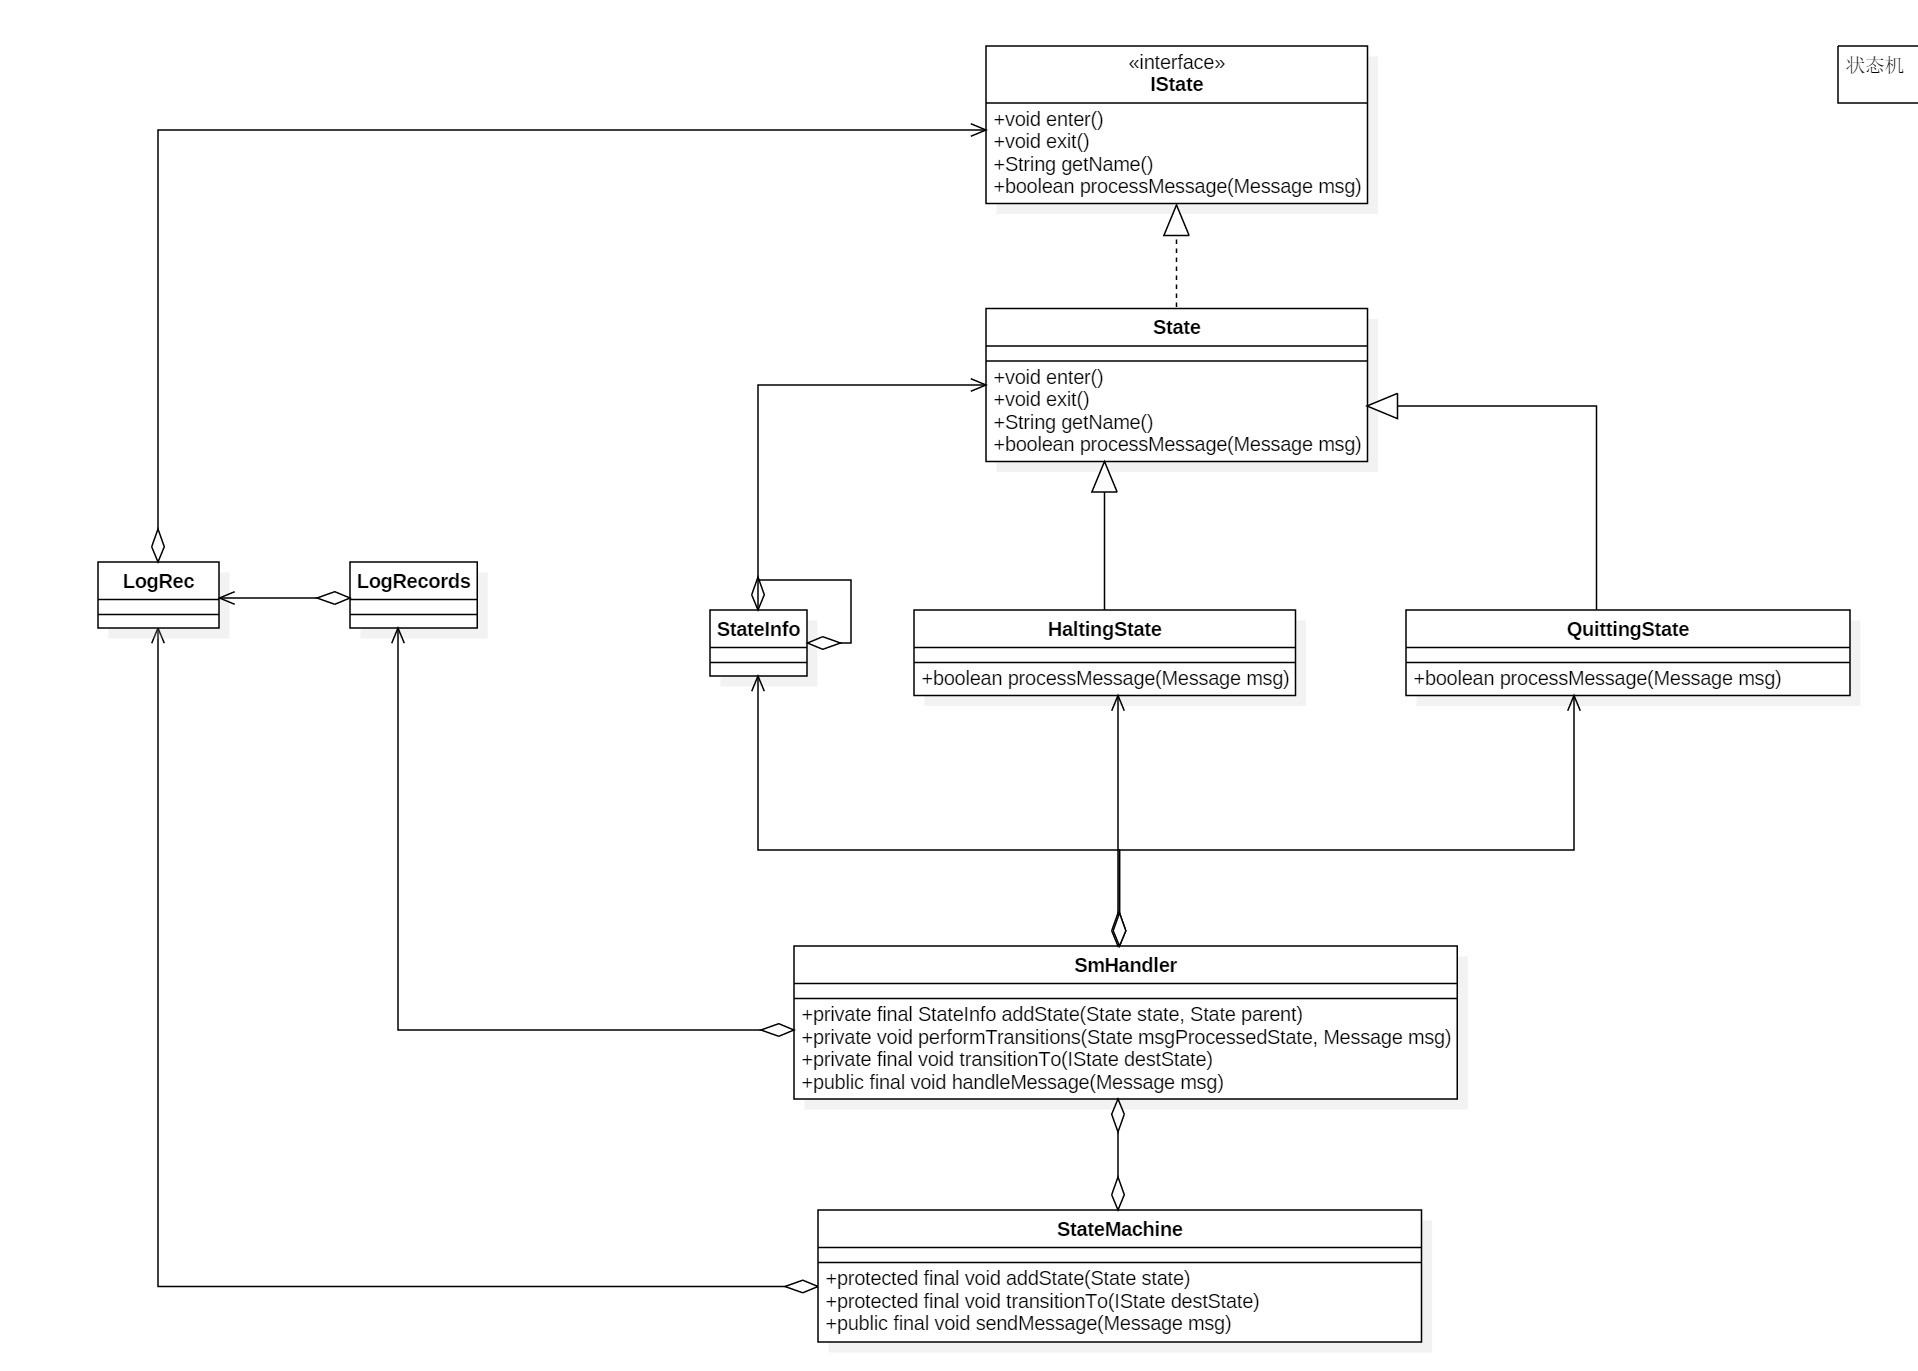 «interface»
IState
+void enter()
+void exit()
+String getName()
+boolean processMessage(Message msg)
状态机
State
+void enter()
+void exit()
+String getName()
+boolean processMessage(Message msg)
LogRec
LogRecords
StateInfo
HaltingState
+boolean processMessage(Message msg)
QuittingState
+boolean processMessage(Message msg)
SmHandler
+private final StateInfo addState(State state, State parent)
+private void performTransitions(State msgProcessedState, Message msg)
+private final void transitionTo(IState destState)
+public final void handleMessage(Message msg)
StateMachine
+protected final void addState(State state)
+protected final void transitionTo(IState destState)
+public final void sendMessage(Message msg)